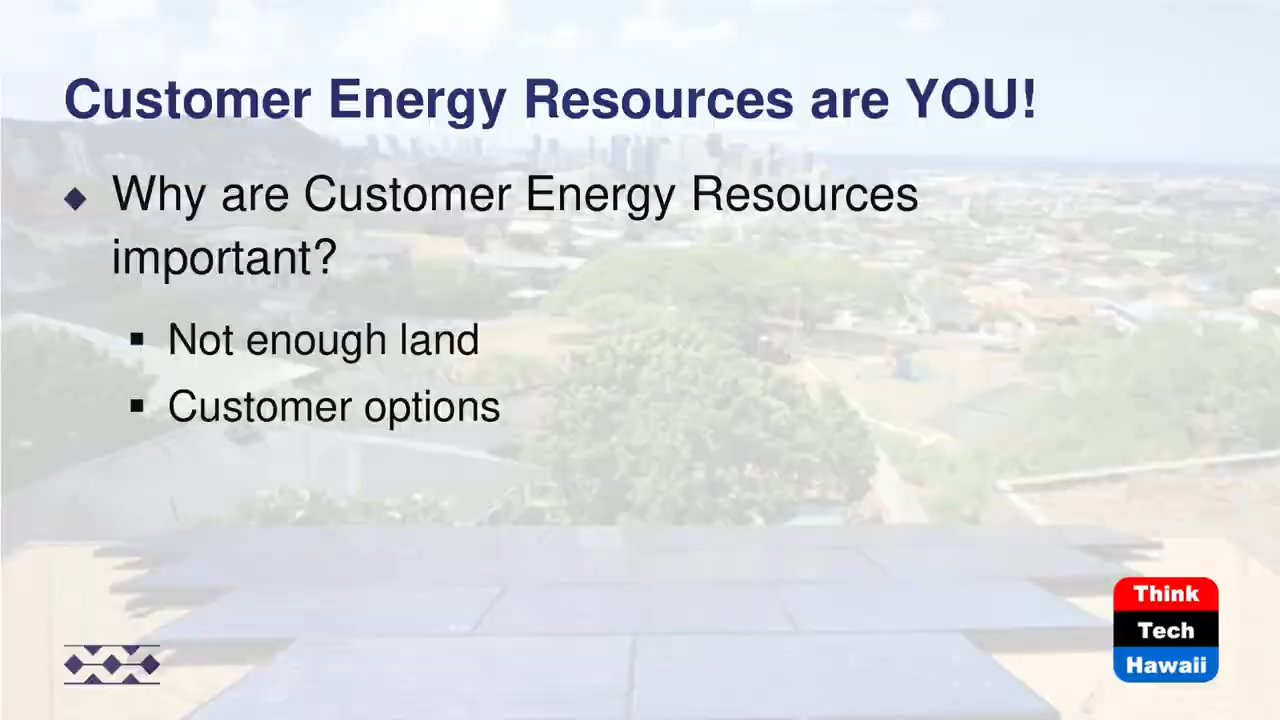 Customer Energy Resources are YOU!
Why are Customer Energy Resources
important?
Not enough land
Customer options
Think
Tech
Hawaii